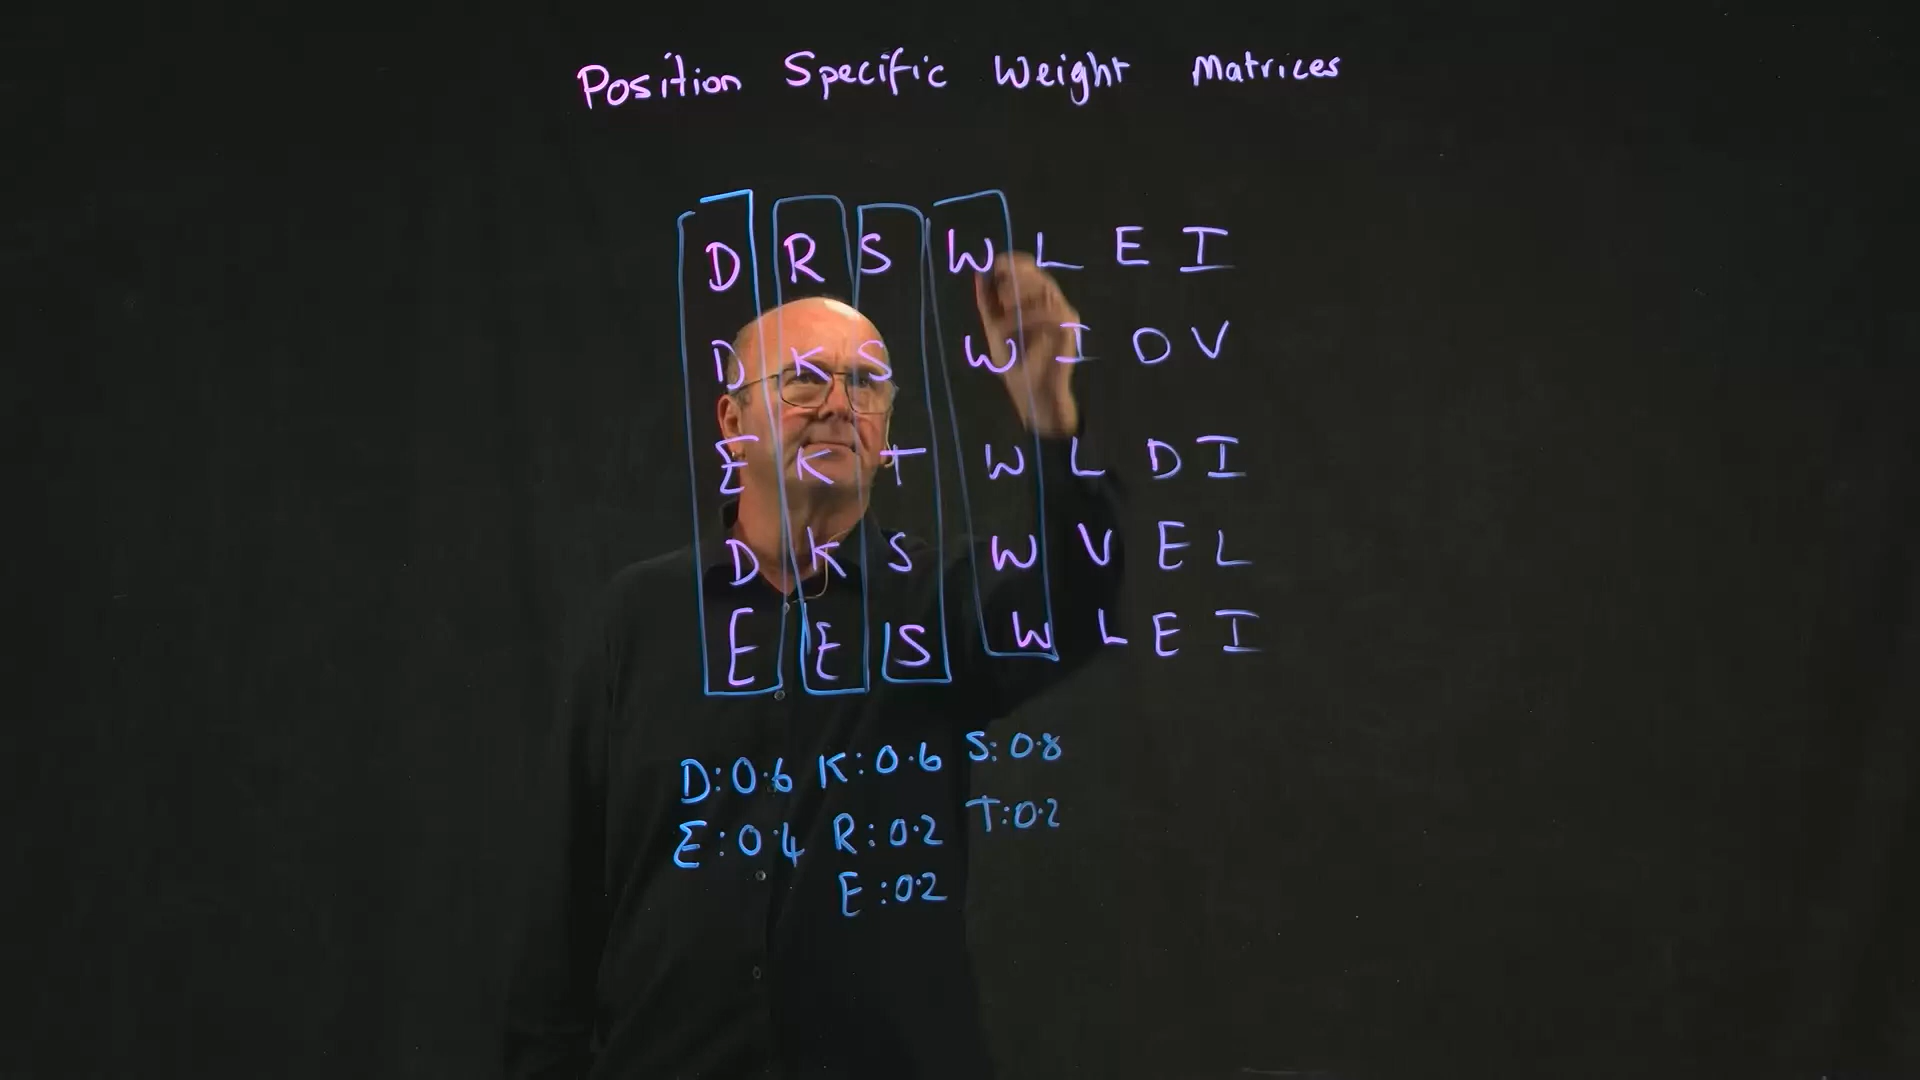 Position Specific Weight Matrices
D R S W L E I
D K S W I D V
E K T W L D I
D K S W V E L
E E S W L E I
D:0.6 K:0.6 S:0.8
E:0.4 R:0.2 T:0.2
E:0.2